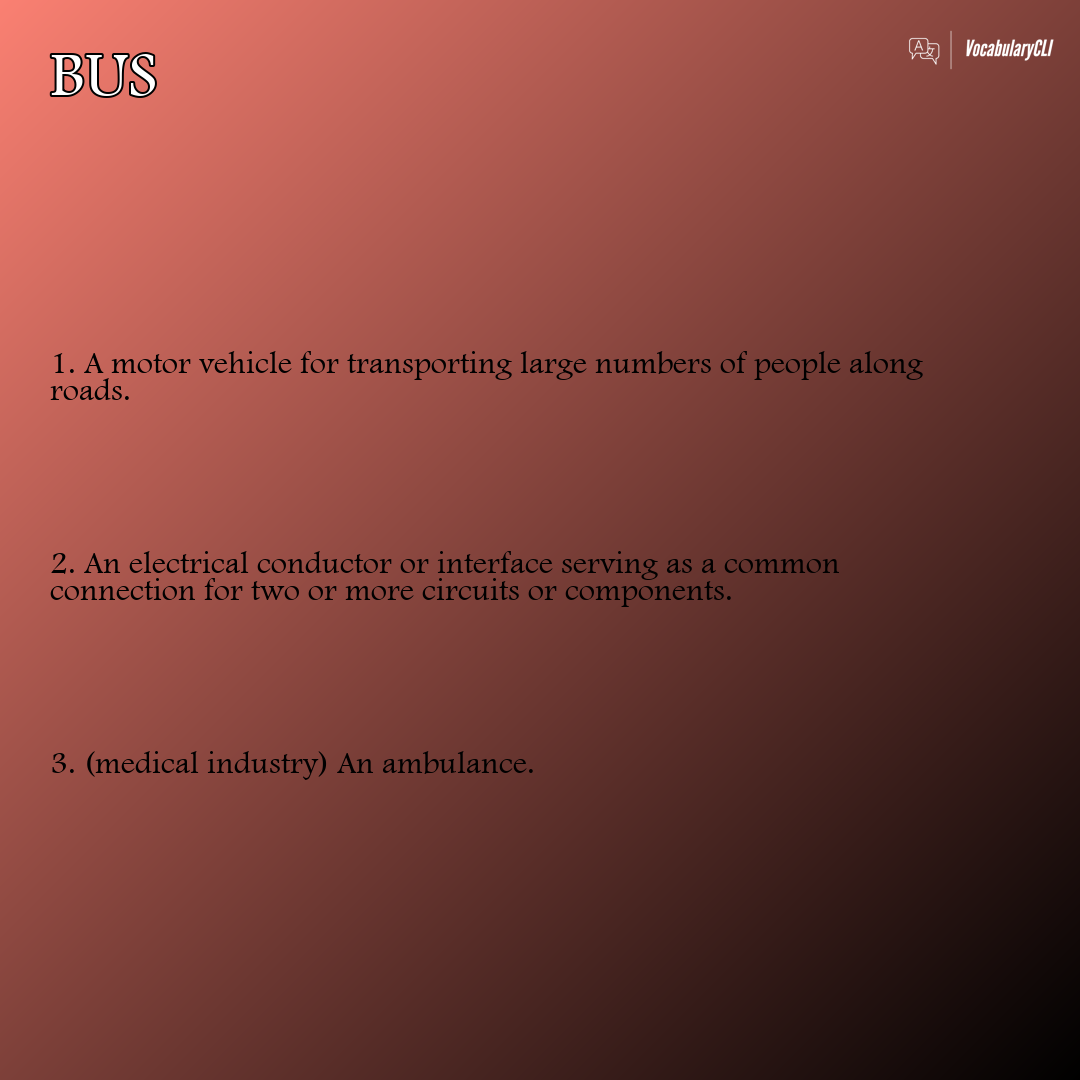 BUS
VocabularyCLI
1. A motor vehicle for transporting large numbers of people along
roads.
2. An electrical conductor or interface serving as a common
connection for two or more circuits or components.
3. (medical industry) An ambulance.